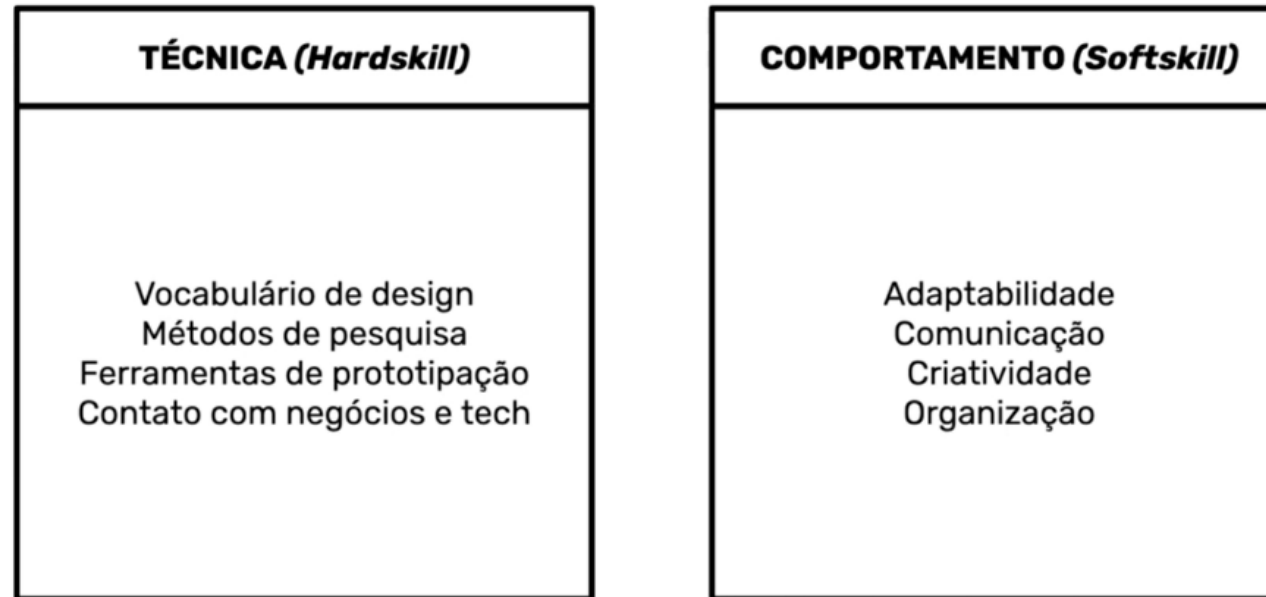 TÉCNICA (Hardskill)
Vocabulário de design
Métodos de pesquisa
Ferramentas de prototipação
Contato com negócios e tech
COMPORTAMENTO (Softskill)
Adaptabilidade
Comunicação
Criatividade
Organização